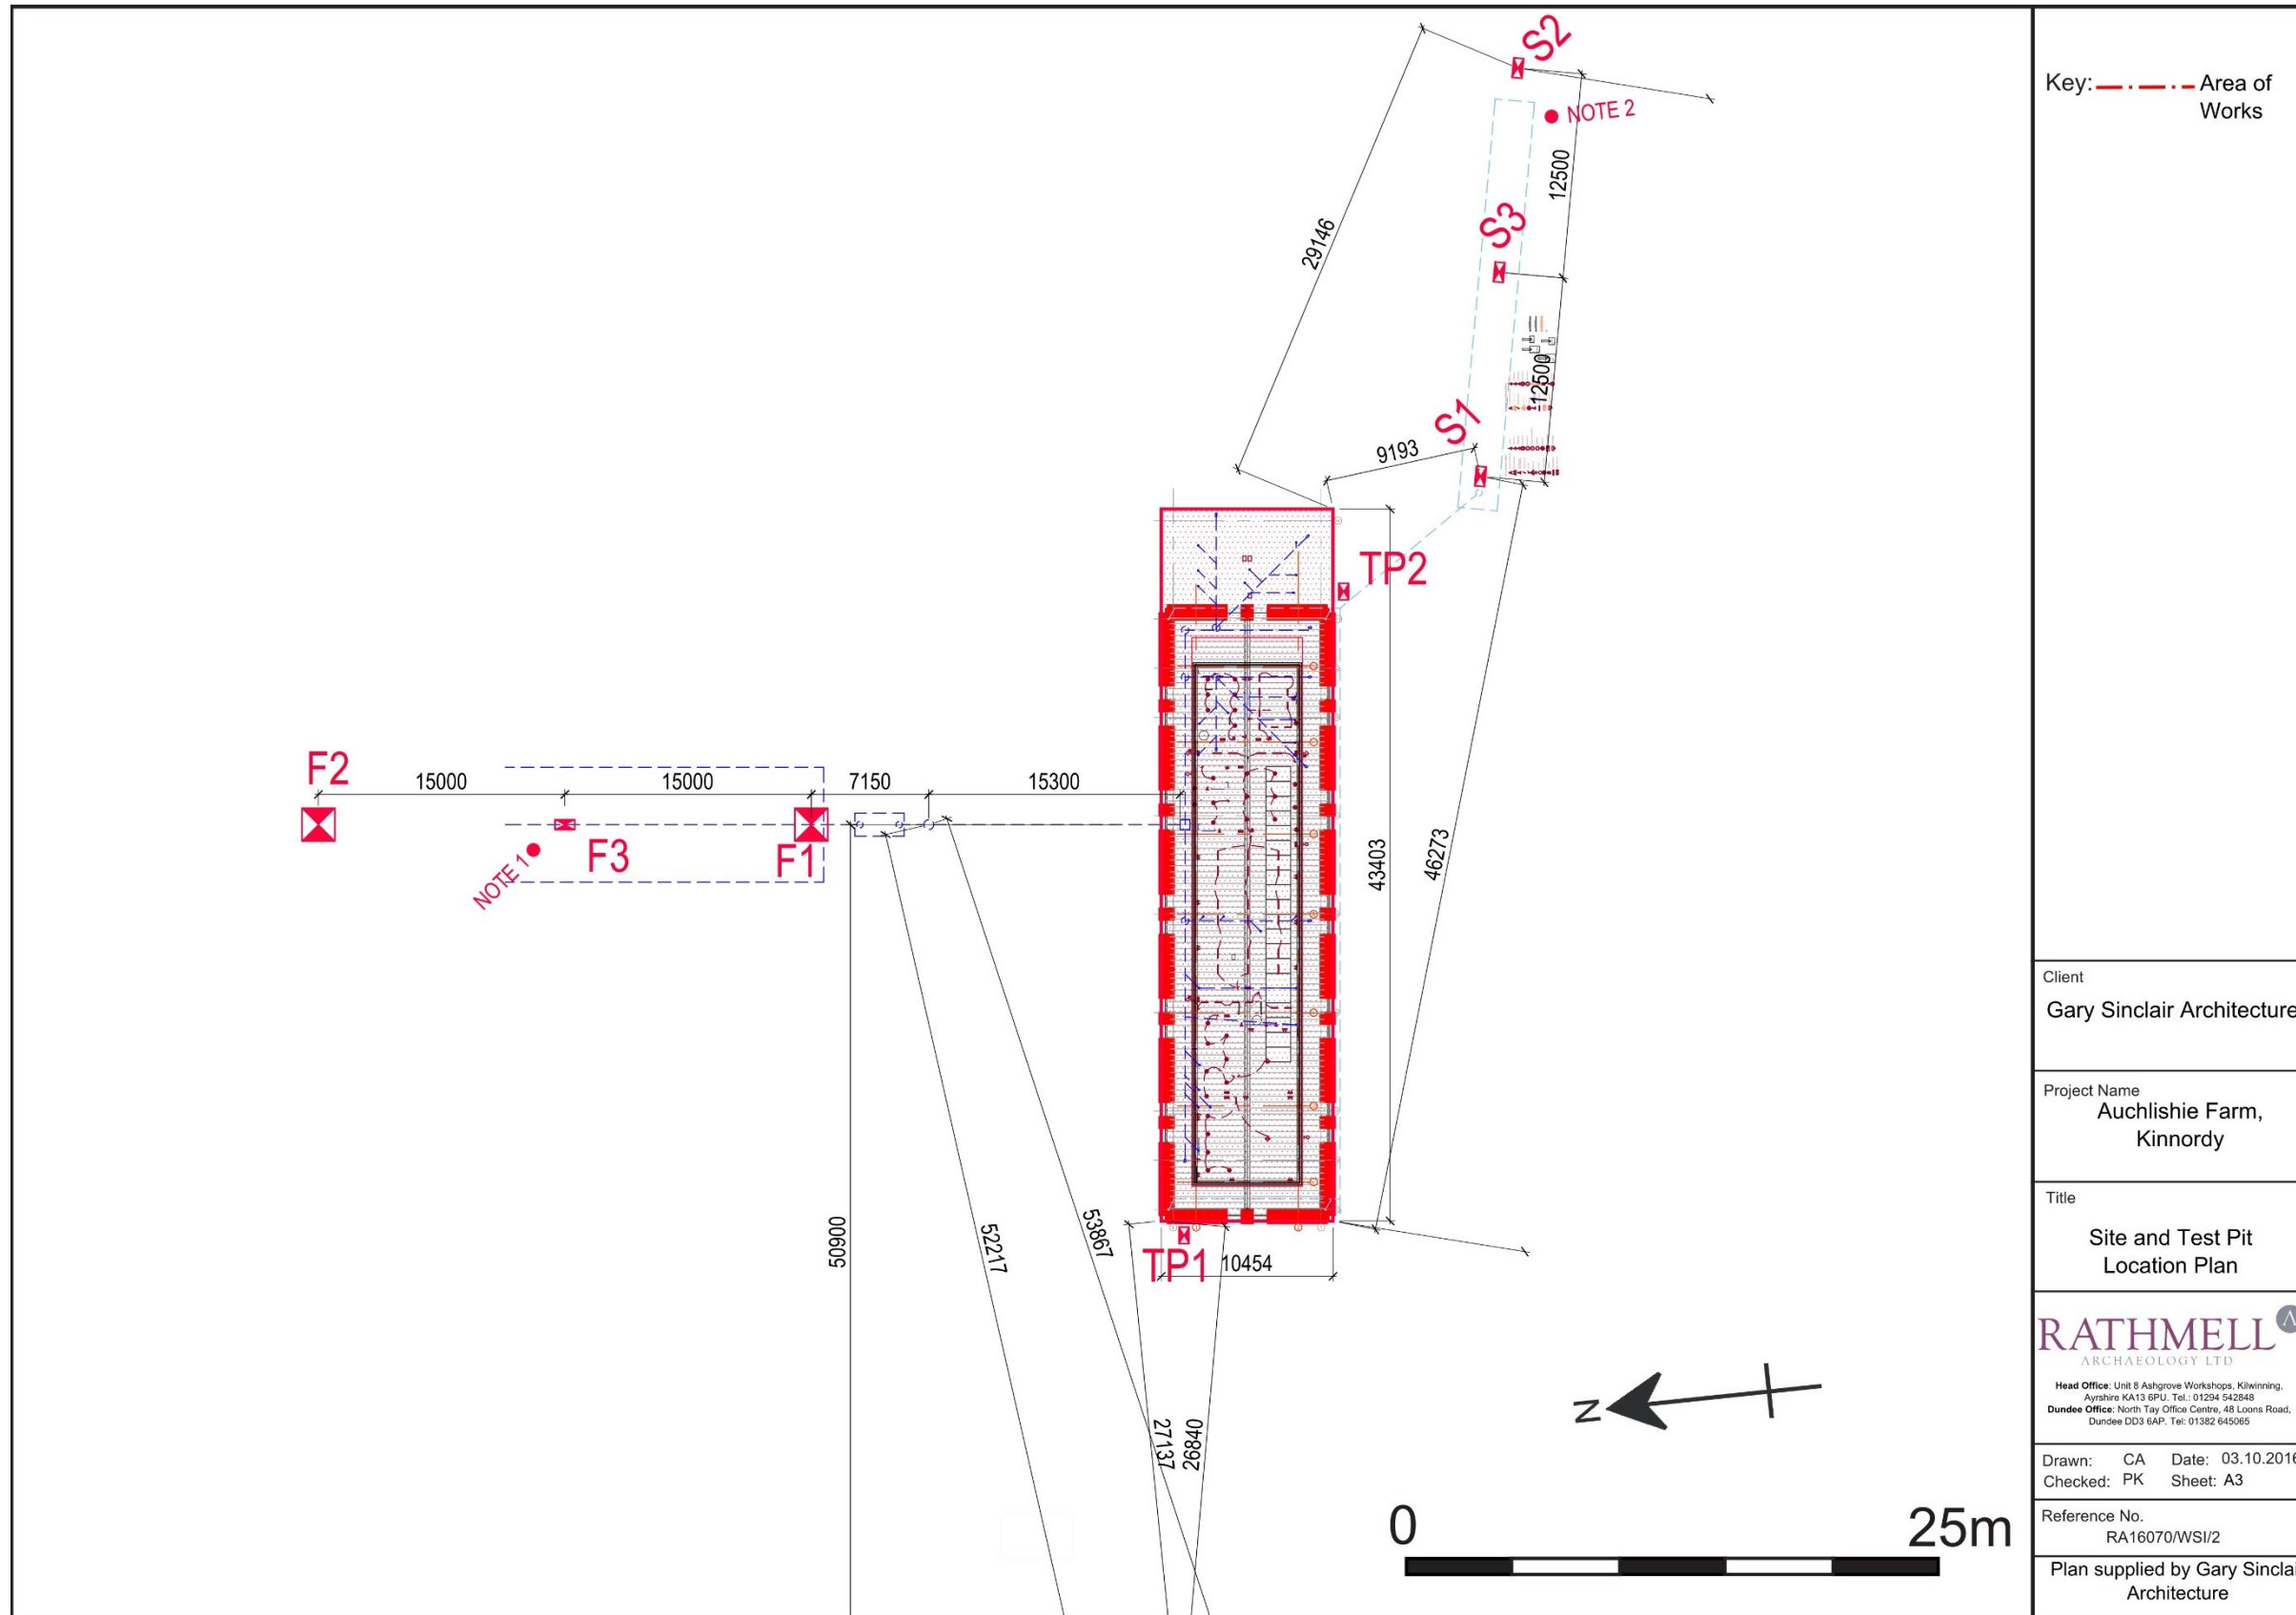 S2
NOTE 2
12500
29146
S3
12500
S1
9193
TP2
F2
15000
15000
7150
15300
F3
F1
NOTE 1
43403
46273
50900
52217
53867
TP1
10454
27137
26840
N
0
25m
Key:
Area of
Works
Client
Gary Sinclair Architecture
Project Name
Auchlishie Farm,
Kinnordy
Title
Site and Test Pit
Location Plan
RATHMELL
ARCHAEOLOGY LTD
Head Office: Unit 8 Ashgrove Workshops, Kilwinning,
Ayrshire KA13 6PU. Tel.: 01294 542848
Dundee Office: North Tay Office Centre, 48 Loons Road,
Dundee DD3 6AP. Tel: 01382 645065
Drawn: CA Date: 03.10.2016
Checked: PK Sheet: A3
Reference No.
RA16070/WSI/2
Plan supplied by Gary Sinclai
Architecture